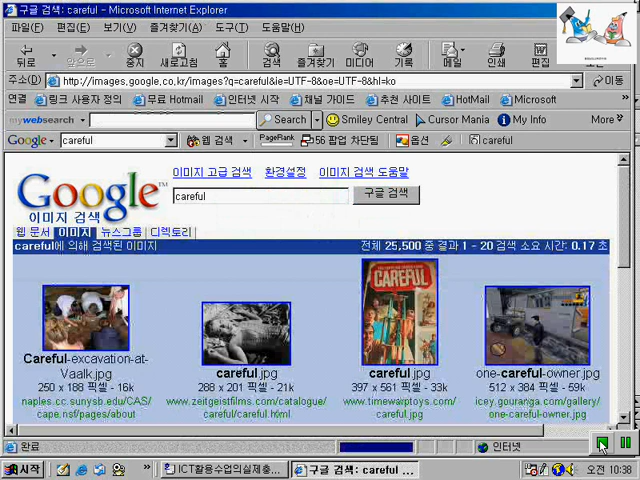 구글 검색: careful - Microsoft Internet Explorer
파일(F) 편집(E) 보기(V) 즐겨찾기(A) 도구(T) 도움말(H)
뒤로 앞으로 중지 새로고침 홈 검색 즐겨찾기 미디어 기록 메일 인쇄 편집
주소(D) http://images.google.co.kr/images?q=careful&ie=UTF-8&oe=UTF-8&hl=ko 이동
연결 링크 사용자 정의 무료 Hotmail 인터넷 시작 채널 가이드 추천 사이트 HotMail Microsoft
mywebsearch Search Smiley Central Cursor Mania My Info More
Google careful 웹 검색 PageRank 56 팝업 차단됨 옵션 careful
Google™
이미지 검색
이미지 고급 검색 환경설정 이미지 검색 도움말
careful 구글 검색
웹 문서 이미지 뉴스그룹 디렉토리
careful에 의해 검색된 이미지 전체 25,500 중 결과 1 - 20 검색 소요 시간: 0.17 초
CAREFUL
Careful-excavation-at-Vaalk.jpg
250 x 188 픽셀 - 16k
naples.cc.sunysb.edu/CAS/cape.nsf/pages/about
careful.jpg
288 x 201 픽셀 - 21k
www.zeitgeistfilms.com/catalogue/careful/careful.html
careful.jpg
397 x 561 픽셀 - 33k
www.timewarptoys.com/careful.jpg
one-careful-owner.jpg
512 x 384 픽셀 - 59k
icey.gouranga.com/gallery/one-careful-owner.jpg
완료 인터넷
시작 ICT활용수업의실제충... 구글 검색: careful ... 오전 10:38